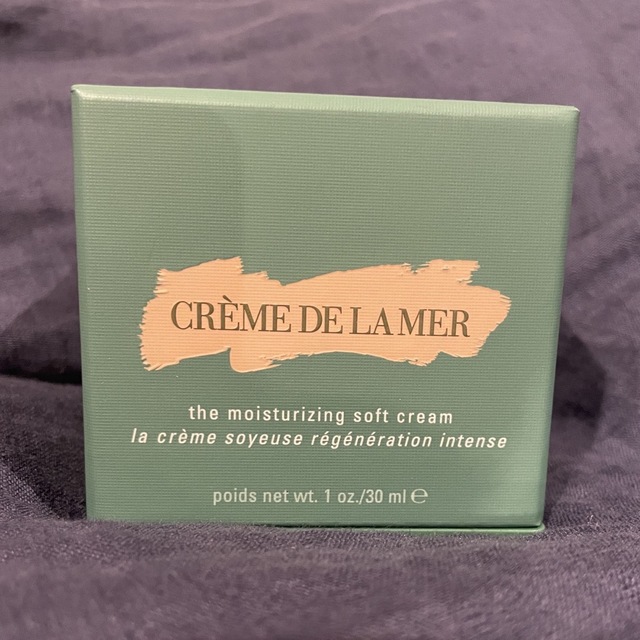 CRÈME DE LA MER
the moisturizing soft cream
la crème soyeuse régénération intense
poids net wt. 1 oz./30 ml ℮